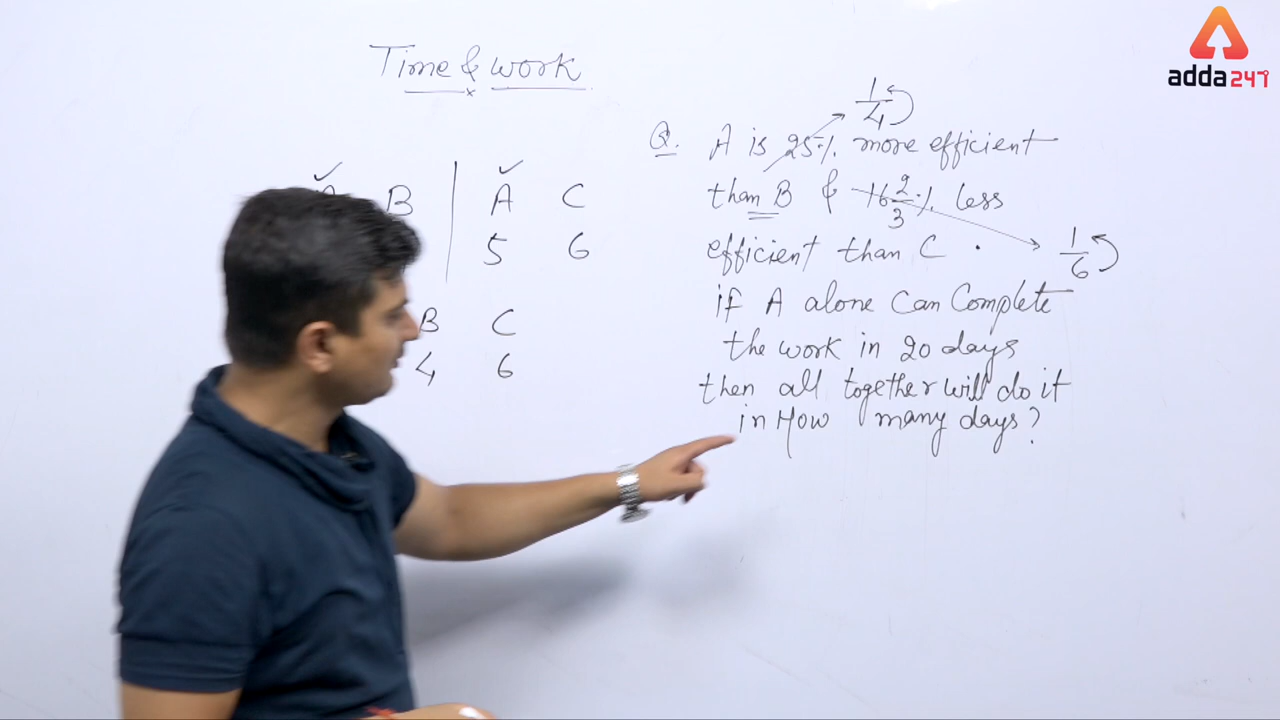 adda247
Time & work
A B | A C
5 6
B C
4 6
1/4
Q. A is 25% more efficient
than B & 16 2/3 % less
efficient than C .
1/6
if A alone can Complete
the work in 20 days
then all together will do it
in How many days?